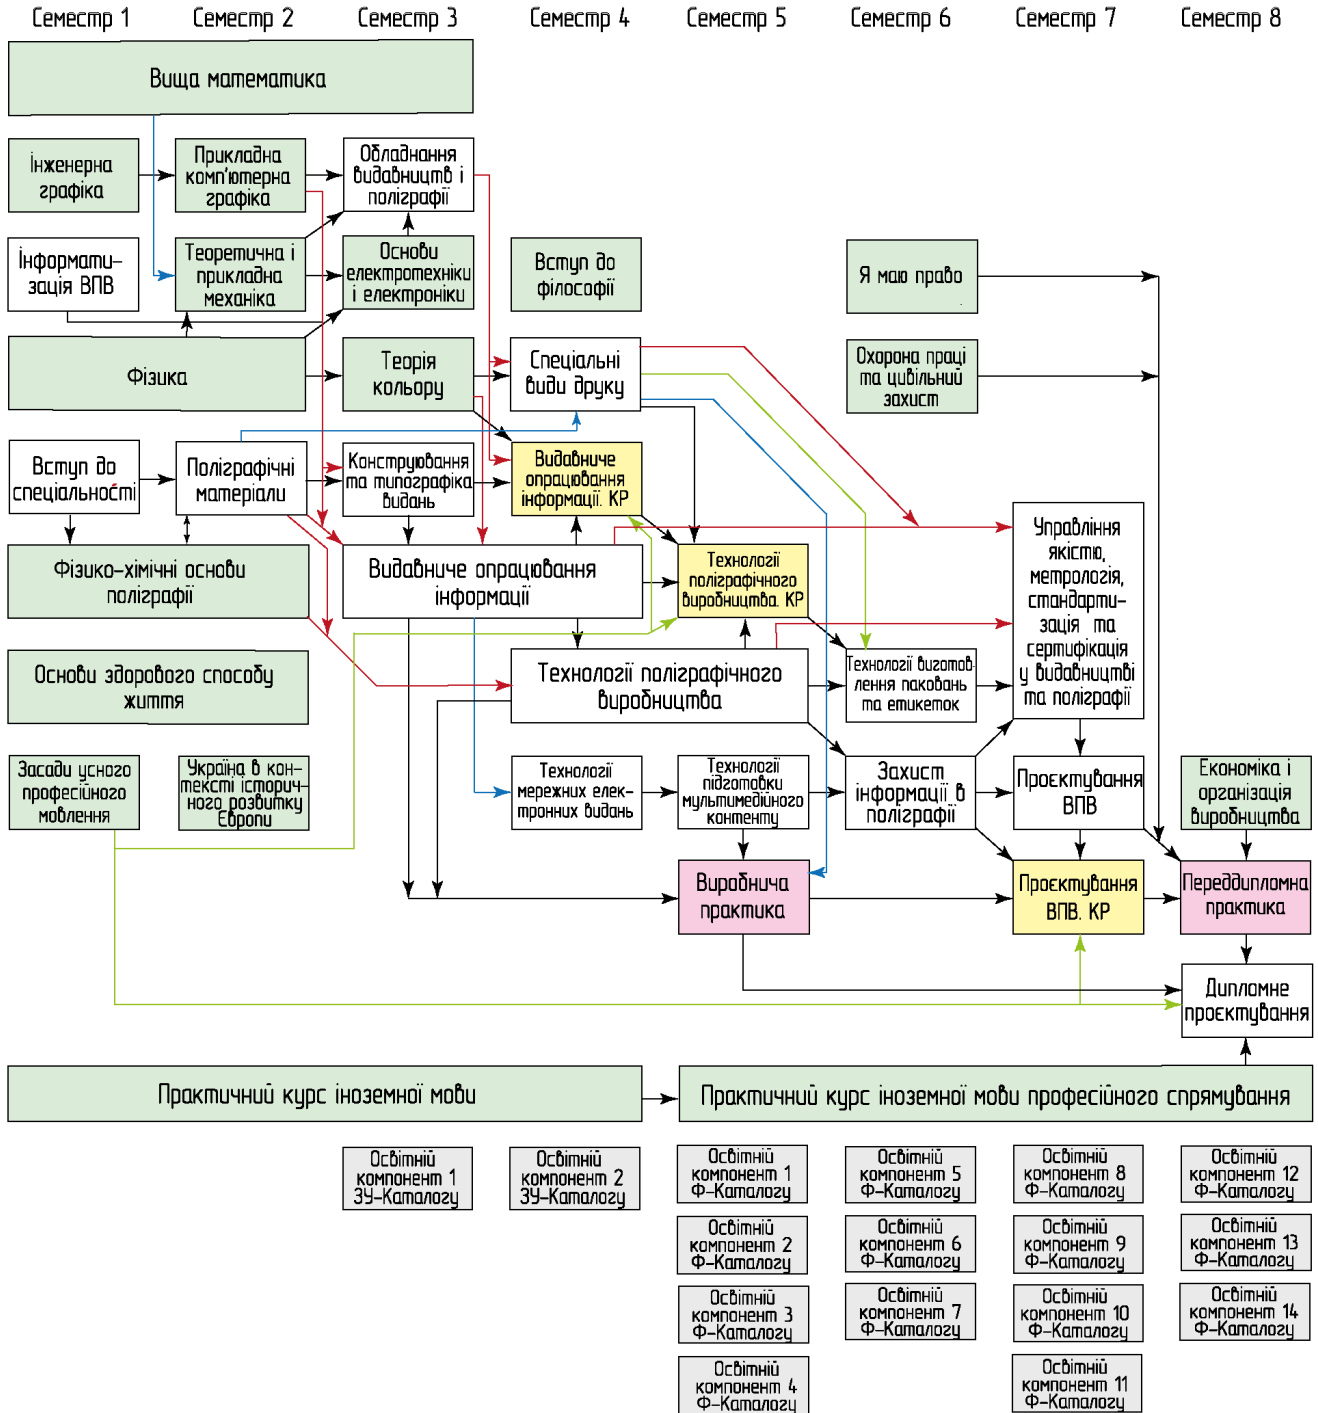 Семестр 1
Семестр 2
Семестр 3
Семестр 4
Семестр 5
Семестр 6
Семестр 7
Семестр 8
Вища математика
Інженерна
графіка
Прикладна
комп'ютерна
графіка
Обладнання
видавництв і
поліграфії
Інформати-
зація ВПВ
Теоретична і
прикладна
механіка
Основи
електротехніки
і електроніки
Вступ до
філософії
Я маю право
Фізика
Теорія
кольору
Спеціальні
види друку
Охорона праці
та цивільний
захист
Вступ до
спеціальності
Поліграфічні
матеріали
Конструювання
та типографіка
видань
Видавниче
опрацювання
інформації. КР
Управління
якістю,
метрологія,
стандарти-
зація та
сертифікація
у видавництві
та поліграфії
Фізико-хімічні основи
поліграфії
Видавниче опрацювання
інформації
Технології
поліграфічного
виробництва. КР
Основи здорового способу
життя
Технології поліграфічного
виробництва
Технології виготов-
лення паковань
та етикеток
Засади усного
професійного
мовлення
Україна в кон-
тексті історич-
ного розвитку
Європи
Технології
мережних елек-
тронних видань
Технології
підготовки
мультимедійного
контенту
Захист
інформації в
поліграфії
Проєктування
ВПВ
Економіка і
організація
виробництва
Виробнича
практика
Проєктування
ВПВ. КР
Переддипломна
практика
Дипломне
проєктування
Практичний курс іноземної мови
Практичний курс іноземної мови професійного спрямування
Освітній
компонент 1
ЗУ-Каталогу
Освітній
компонент 2
ЗУ-Каталогу
Освітній
компонент 1
Ф-Каталогу
Освітній
компонент 5
Ф-Каталогу
Освітній
компонент 8
Ф-Каталогу
Освітній
компонент 12
Ф-Каталогу
Освітній
компонент 2
Ф-Каталогу
Освітній
компонент 6
Ф-Каталогу
Освітній
компонент 9
Ф-Каталогу
Освітній
компонент 13
Ф-Каталогу
Освітній
компонент 3
Ф-Каталогу
Освітній
компонент 7
Ф-Каталогу
Освітній
компонент 10
Ф-Каталогу
Освітній
компонент 14
Ф-Каталогу
Освітній
компонент 4
Ф-Каталогу
Освітній
компонент 11
Ф-Каталогу